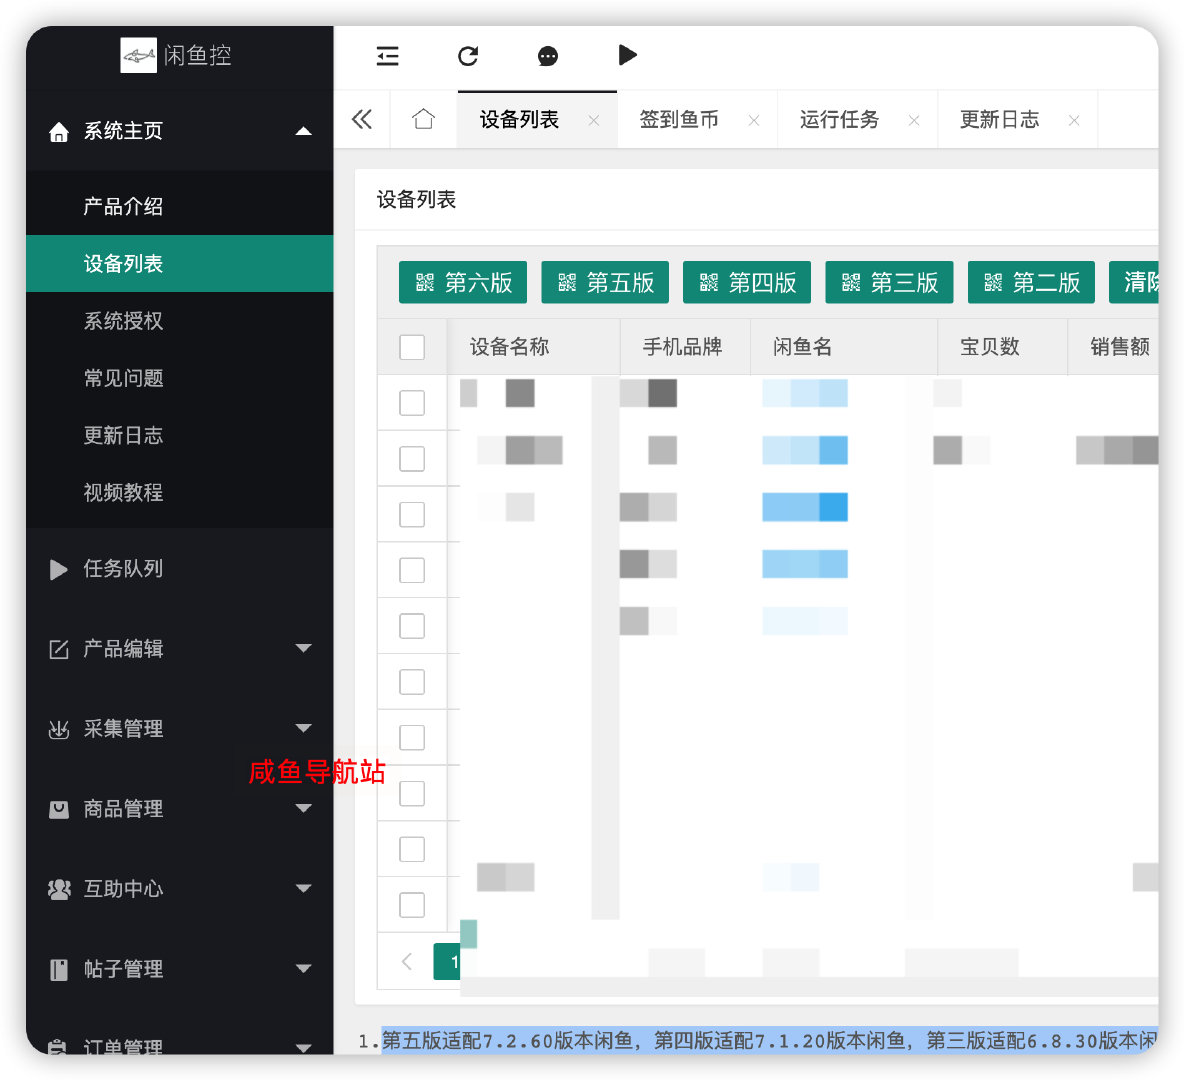 闲鱼控
系统主页
产品介绍
设备列表
系统授权
常见问题
更新日志
视频教程
任务队列
产品编辑
采集管理
商品管理
互助中心
帖子管理
订单管理
设备列表 签到鱼币 运行任务 更新日志
设备列表
第六版 第五版 第四版 第三版 第二版 清除
设备名称 手机品牌 闲鱼名 宝贝数 销售额
咸鱼导航站
1
1.第五版适配7.2.60版本闲鱼，第四版适配7.1.20版本闲鱼，第三版适配6.8.30版本闲